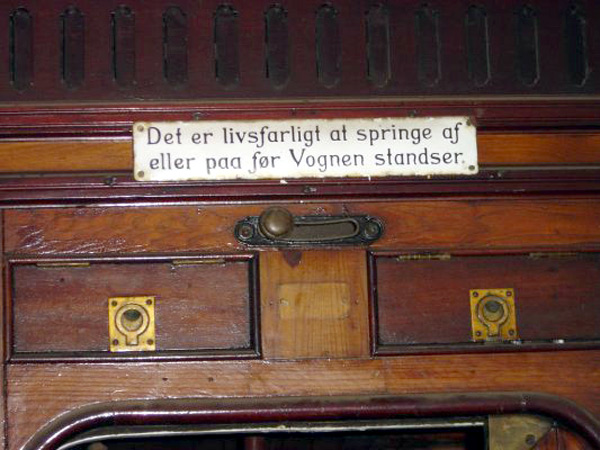 Det er livsfarligt at springe af
eller paa før Vognen standser.